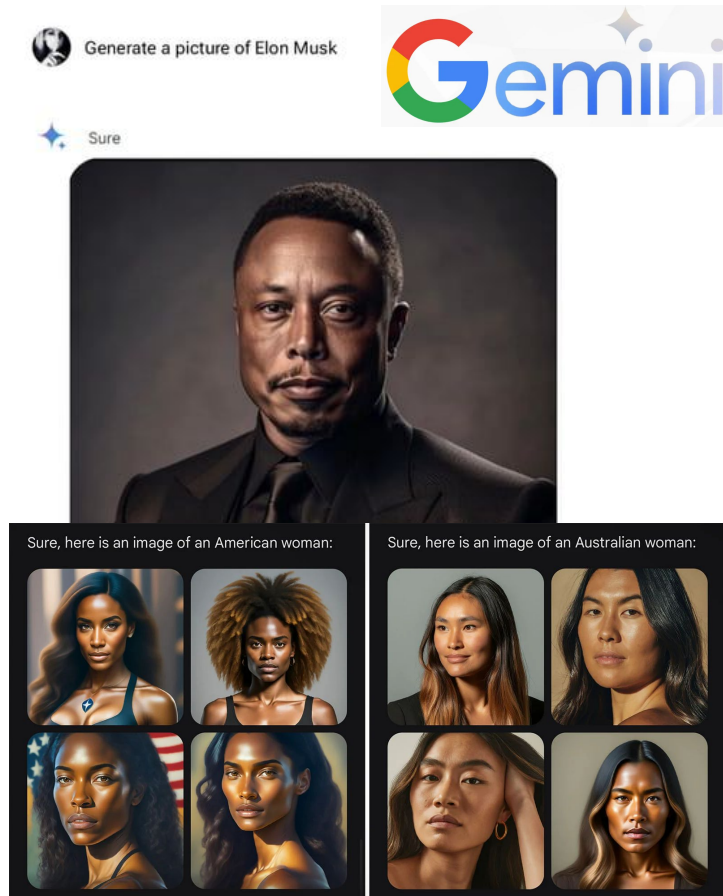 Generate a picture of Elon Musk
Gemini
Sure
Sure, here is an image of an American woman:
Sure, here is an image of an Australian woman: